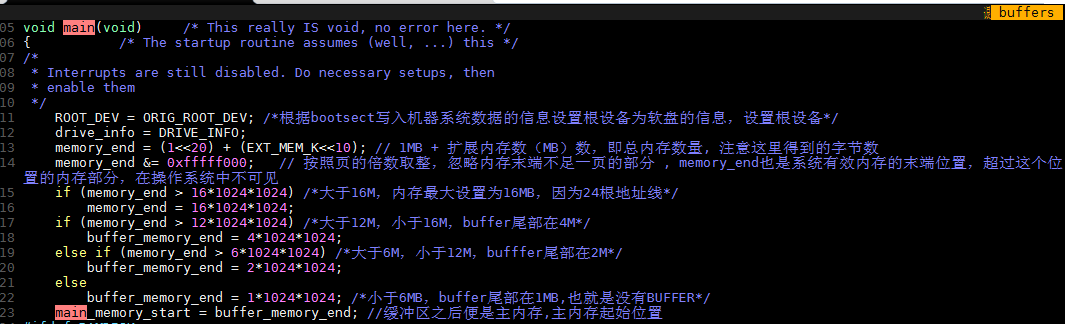 buffers
05 void main(void)     /* This really IS void, no error here. */
06 {           /* The startup routine assumes (well, ...) this */
07 /*
08  * Interrupts are still disabled. Do necessary setups, then
09  * enable them
10  */
11     ROOT_DEV = ORIG_ROOT_DEV; /*根据bootsect写入机器系统数据的信息设置根设备为软盘的信息，设置根设备*/
12     drive_info = DRIVE_INFO;
13     memory_end = (1<<20) + (EXT_MEM_K<<10); // 1MB + 扩展内存数（MB）数，即总内存数量, 注意这里得到的字节数
14     memory_end &= 0xfffff000;   // 按照页的倍数取整，忽略内存末端不足一页的部分 , memory_end也是系统有效内存的末端位置，超过这个位
置的内存部分，在操作系统中不可见
15     if (memory_end > 16*1024*1024) /*大于16M，内存最大设置为16MB，因为24根地址线*/
16         memory_end = 16*1024*1024;
17     if (memory_end > 12*1024*1024) /*大于12M，小于16M，buffer尾部在4M*/
18         buffer_memory_end = 4*1024*1024;
19     else if (memory_end > 6*1024*1024) /*大于6M，小于12M，bufffer尾部在2M*/
20         buffer_memory_end = 2*1024*1024;
21     else
22         buffer_memory_end = 1*1024*1024; /*小于6MB，buffer尾部在1MB,也就是没有BUFFER*/
23     main_memory_start = buffer_memory_end; //缓冲区之后便是主内存,主内存起始位置